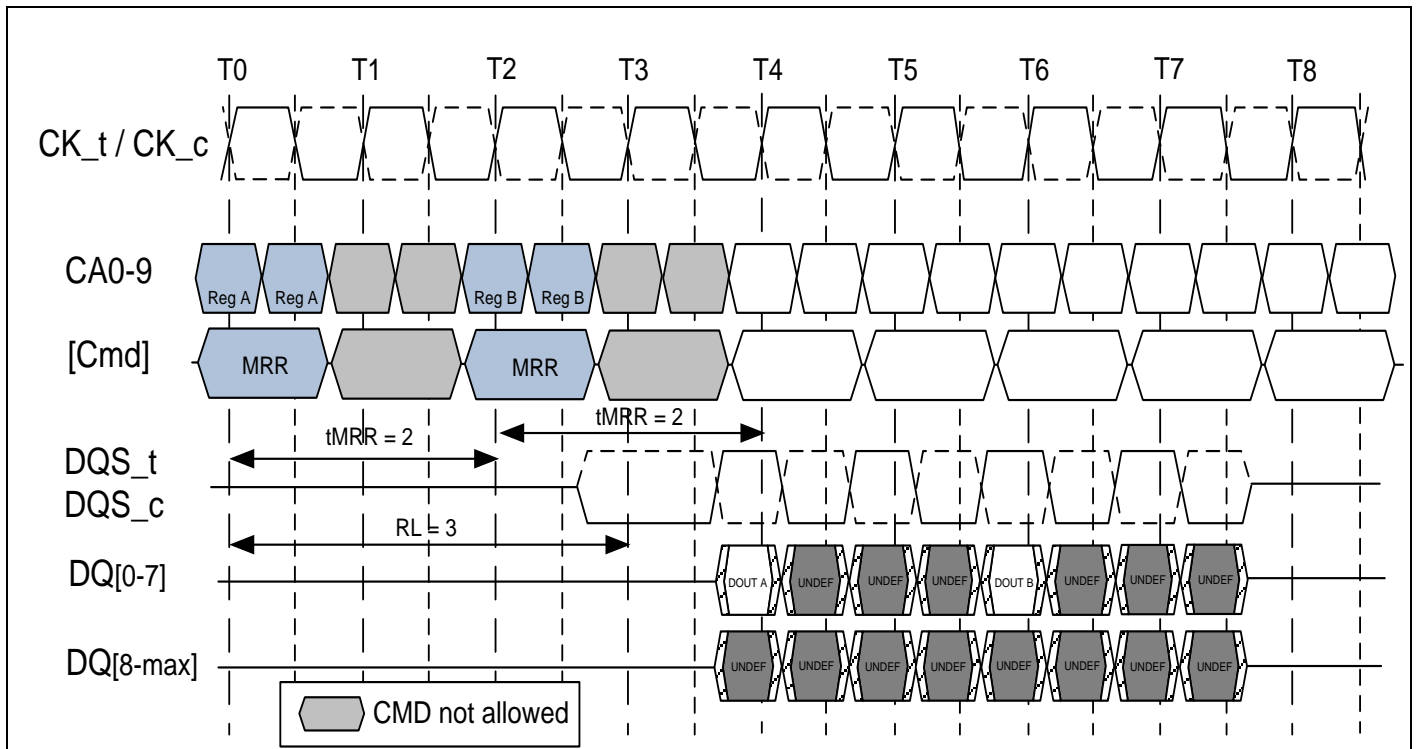 T0 T1 T2 T3 T4 T5 T6 T7 T8
CK_t / CK_c
CA0-9
Reg A Reg A Reg B Reg B
[Cmd]
MRR MRR
tMRR = 2
tMRR = 2
DQS_t
DQS_c
RL = 3
DQ[0-7]
DOUT A UNDEF UNDEF UNDEF DOUT B UNDEF UNDEF UNDEF
DQ[8-max]
UNDEF UNDEF UNDEF UNDEF UNDEF UNDEF UNDEF UNDEF
CMD not allowed